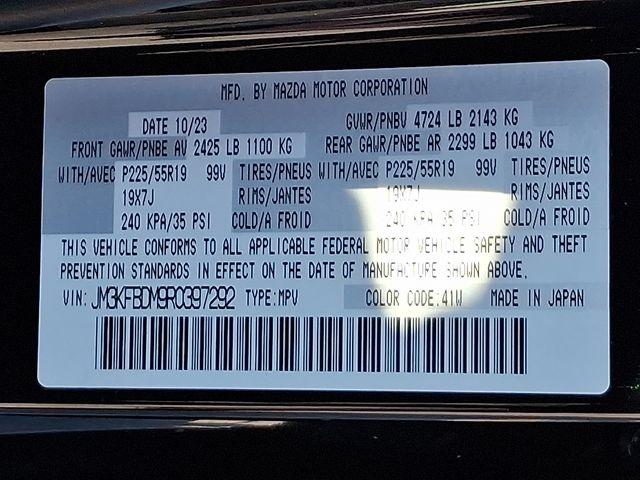 MFD. BY MAZDA MOTOR CORPORATION
DATE 10/23 GVWR/PNBV 4724 LB 2143 KG
FRONT GAWR/PNBE AV 2425 LB 1100 KG REAR GAWR/PNBE AR 2299 LB 1043 KG
WITH/AVEC P225/55R19 99V TIRES/PNEUS WITH/AVEC P225/55R19 99V TIRES/PNEUS
19X7J RIMS/JANTES 19X7J RIMS/JANTES
240 KPA/35 PSI COLD/A FROID 240 KPA/35 PSI COLD/A FROID
THIS VEHICLE CONFORMS TO ALL APPLICABLE FEDERAL MOTOR VEHICLE SAFETY AND THEFT
PREVENTION STANDARDS IN EFFECT ON THE DATE OF MANUFACTURE SHOWN ABOVE.
VIN: JM3KFBDM9R0397292 TYPE:MPV COLOR CODE:41W MADE IN JAPAN